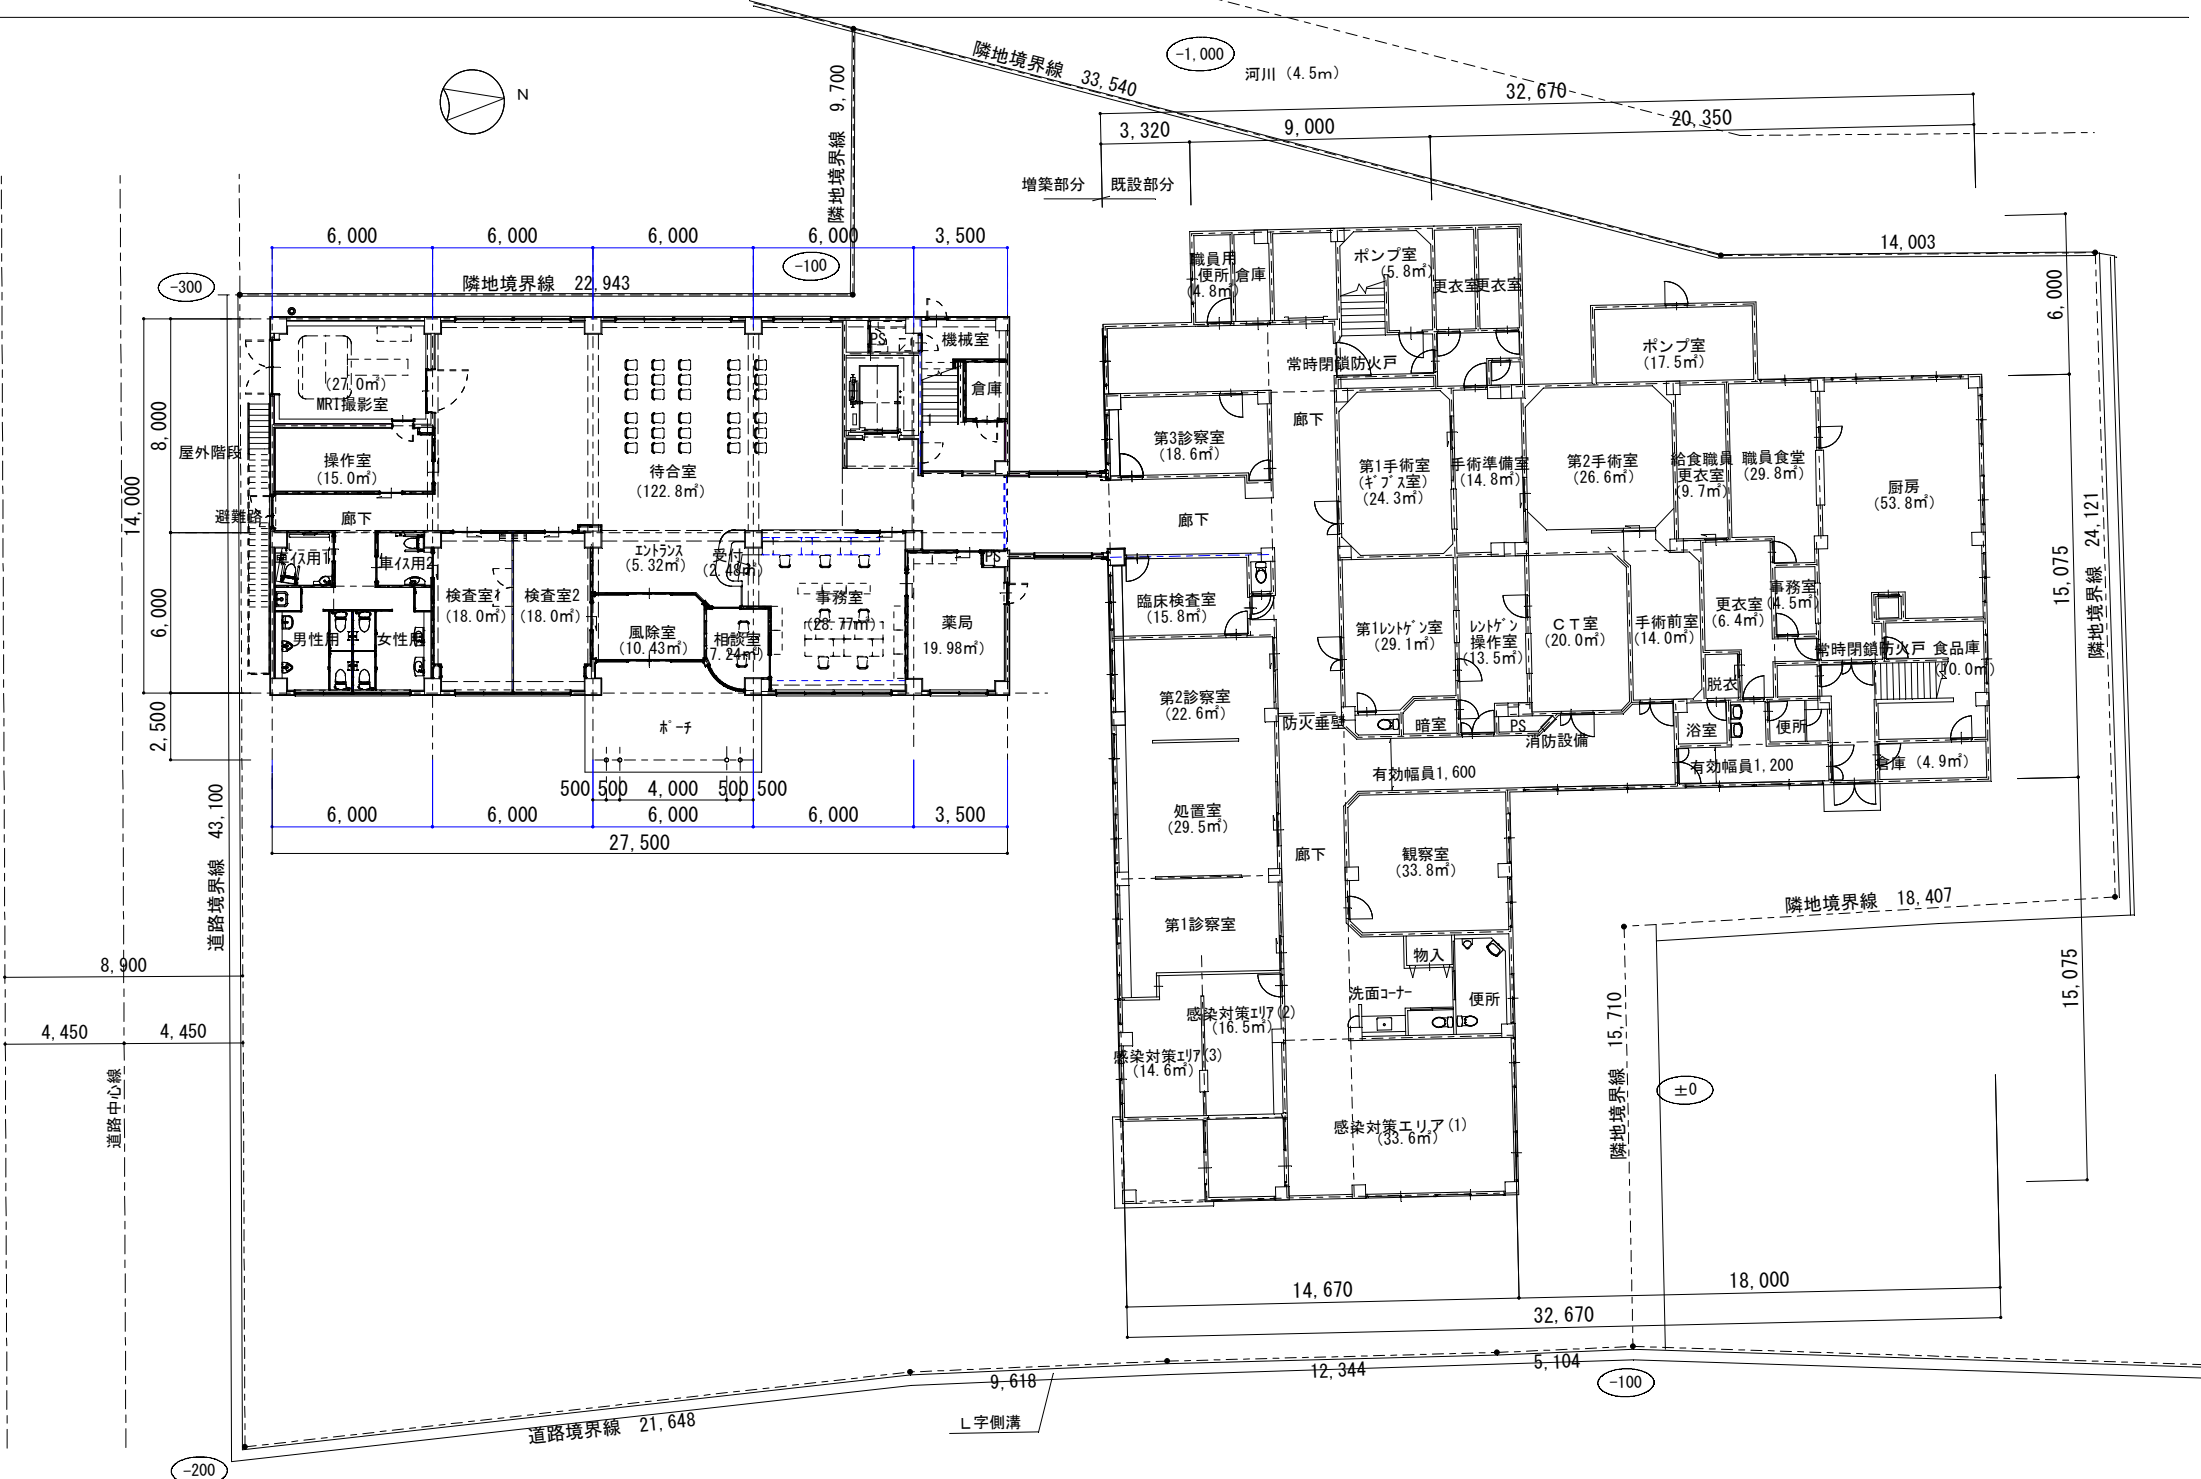 隣地境界線 33,540
-1,000
河川 (4.5m)
N
隣地境界線 9,700
32,670
3,320
9,000
20,350
増築部分
既設部分
14,003
6,000
6,000
6,000
6,000
6,000
3,500
-100
-300
隣地境界線 22,943
職員用
便所
(4.8㎡)
倉庫
ポンプ室
(5.8㎡)
更衣室
更衣室
ポンプ室
(17.5㎡)
PS
機械室
倉庫
(27.0㎡)
MRI撮影室
常時閉鎖防火戸
廊下
8,000
14,000
屋外階段
操作室
(15.0㎡)
待合室
(122.8㎡)
第3診察室
(18.6㎡)
第1手術室
(ｷﾞﾌﾟｽ室)
(24.3㎡)
手術準備室
(14.8㎡)
第2手術室
(26.6㎡)
給食職員
更衣室
(9.7㎡)
職員食堂
(29.8㎡)
厨房
(53.8㎡)
隣地境界線 24,121
15,075
避難路
廊下
廊下
車ｲｽ用1
車ｲｽ用2
ｴﾝﾄﾗﾝｽ
(5.32㎡)
受付
(2.48㎡)
PS
6,000
検査室1
(18.0㎡)
検査室2
(18.0㎡)
事務室
(28.77㎡)
薬局
19.98㎡)
男性用
女性用
風除室
(10.43㎡)
相談室
(7.24㎡)
臨床検査室
(15.8㎡)
第1ﾚﾝﾄｹﾞﾝ室
(29.1㎡)
ﾚﾝﾄｹﾞﾝ
操作室
(13.5㎡)
ＣＴ室
(20.0㎡)
手術前室
(14.0㎡)
更衣室
(6.4㎡)
事務室
(4.5㎡)
常時閉鎖防火戸
食品庫
(10.0㎡)
脱衣
第2診察室
(22.6㎡)
防火垂壁
暗室
PS
消防設備
浴室
便所
2,500
ﾎﾟｰﾁ
有効幅員1,600
有効幅員1,200
倉庫 (4.9㎡)
500
500
4,000
500
500
6,000
6,000
6,000
6,000
3,500
27,500
道路境界線 43,100
処置室
(29.5㎡)
廊下
観察室
(33.8㎡)
隣地境界線 18,407
第1診察室
物入
8,900
洗面ｺｰﾅｰ
便所
15,075
感染対策ｴﾘｱ(2)
(16.5㎡)
4,450
4,450
感染対策ｴﾘｱ(3)
(14.6㎡)
隣地境界線 15,710
±0
道路中心線
感染対策エリア(1)
(33.6㎡)
14,670
18,000
32,670
9,618
12,344
5,104
-100
道路境界線 21,648
Ｌ字側溝
-200